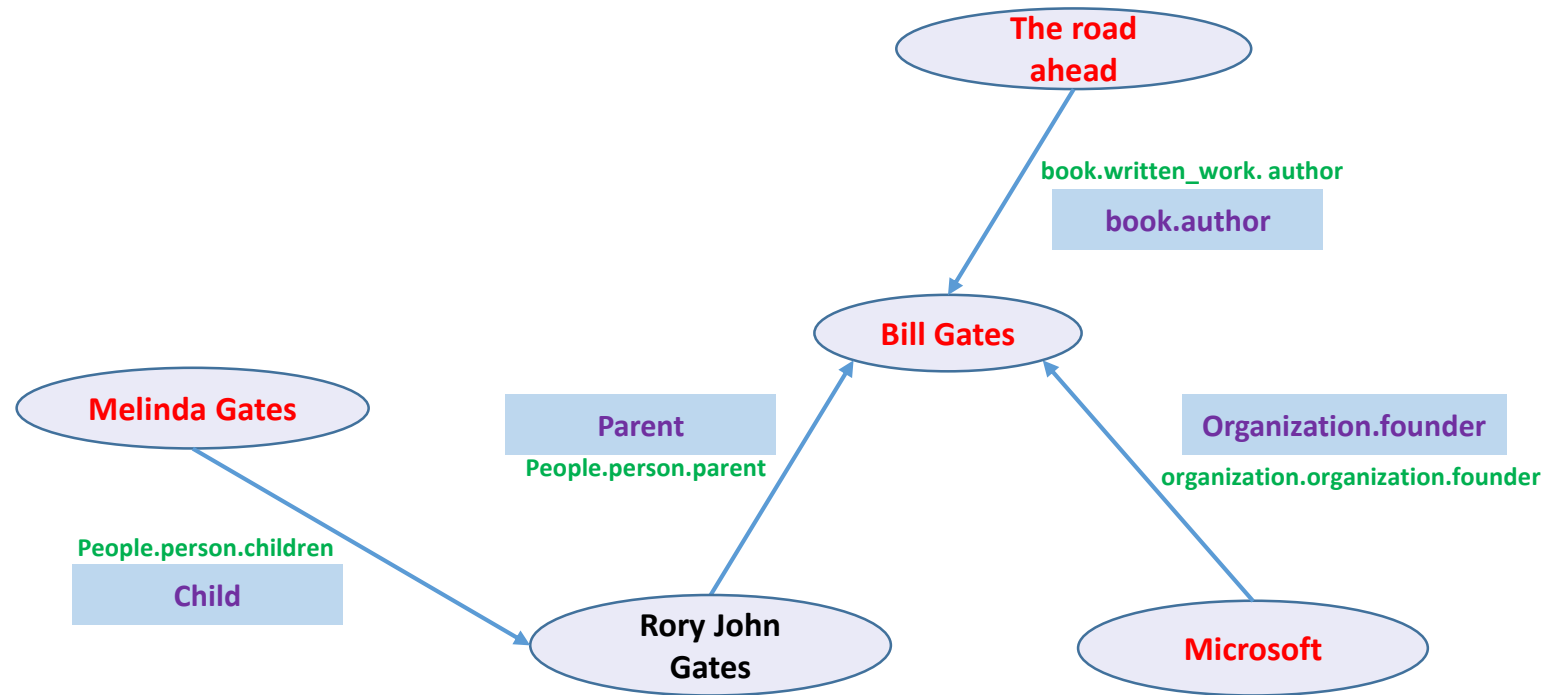 The road
ahead
book.written_work. author
book.author
Bill Gates
Melinda Gates
Parent
People.person.parent
Organization.founder
organization.organization.founder
People.person.children
Child
Rory John
Gates
Microsoft